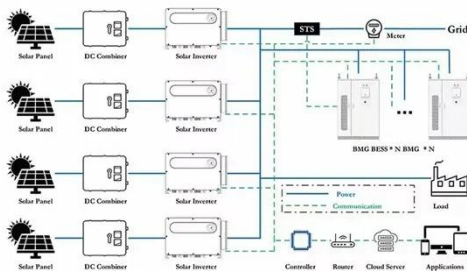 STS
Meter
Grid
Solar Panel
DC Combiner
Solar Inverter
Solar Panel
DC Combiner
Solar Inverter
BMG BESS * N BMG * N
Solar Panel
DC Combiner
Solar Inverter
Power
Communication
Load
Solar Panel
DC Combiner
Solar Inverter
Controller
Router
Cloud Server
Applications